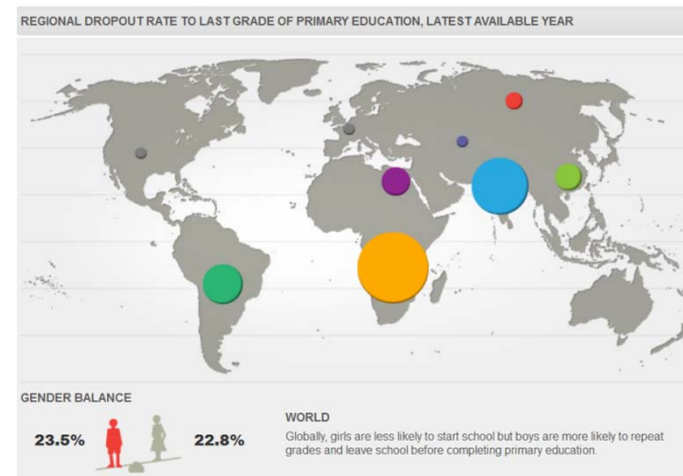 REGIONAL DROPOUT RATE TO LAST GRADE OF PRIMARY EDUCATION, LATEST AVAILABLE YEAR
GENDER BALANCE
23.5%
22.8%
WORLD
Globally, girls are less likely to start school but boys are more likely to repeat
grades and leave school before completing primary education.